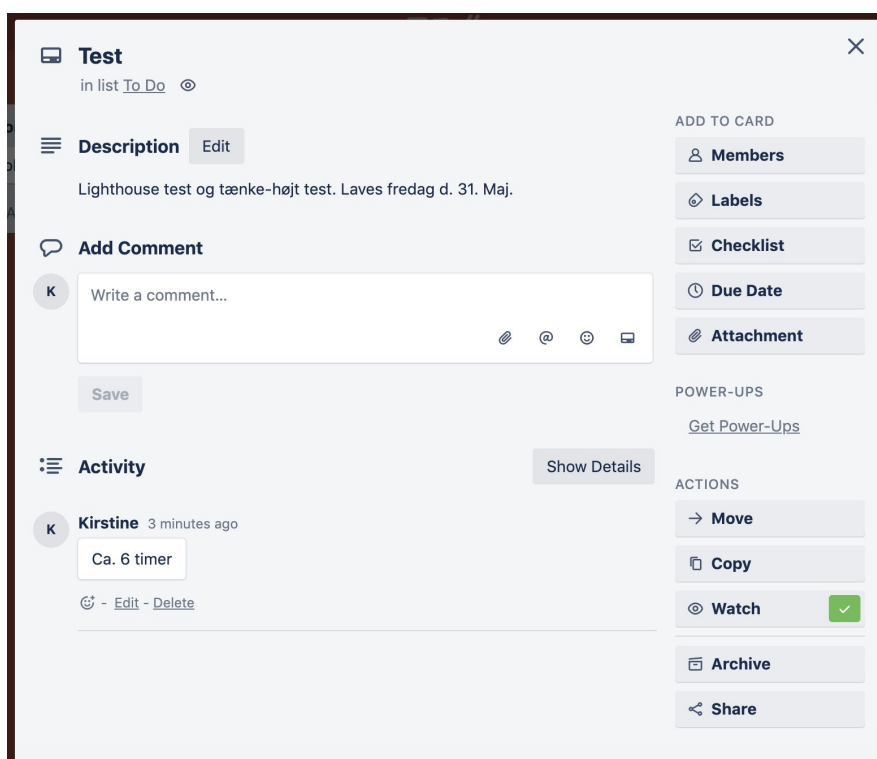 Test
in list To Do
Description Edit
Lighthouse test og tænke-højt test. Laves fredag d. 31. Maj.
Add Comment
K
Write a comment...
@
Save
Activity
Show Details
K
Kirstine 3 minutes ago
Ca. 6 timer
- Edit - Delete
ADD TO CARD
Members
Labels
Checklist
Due Date
Attachment
POWER-UPS
Get Power-Ups
ACTIONS
Move
Copy
Watch
Archive
Share